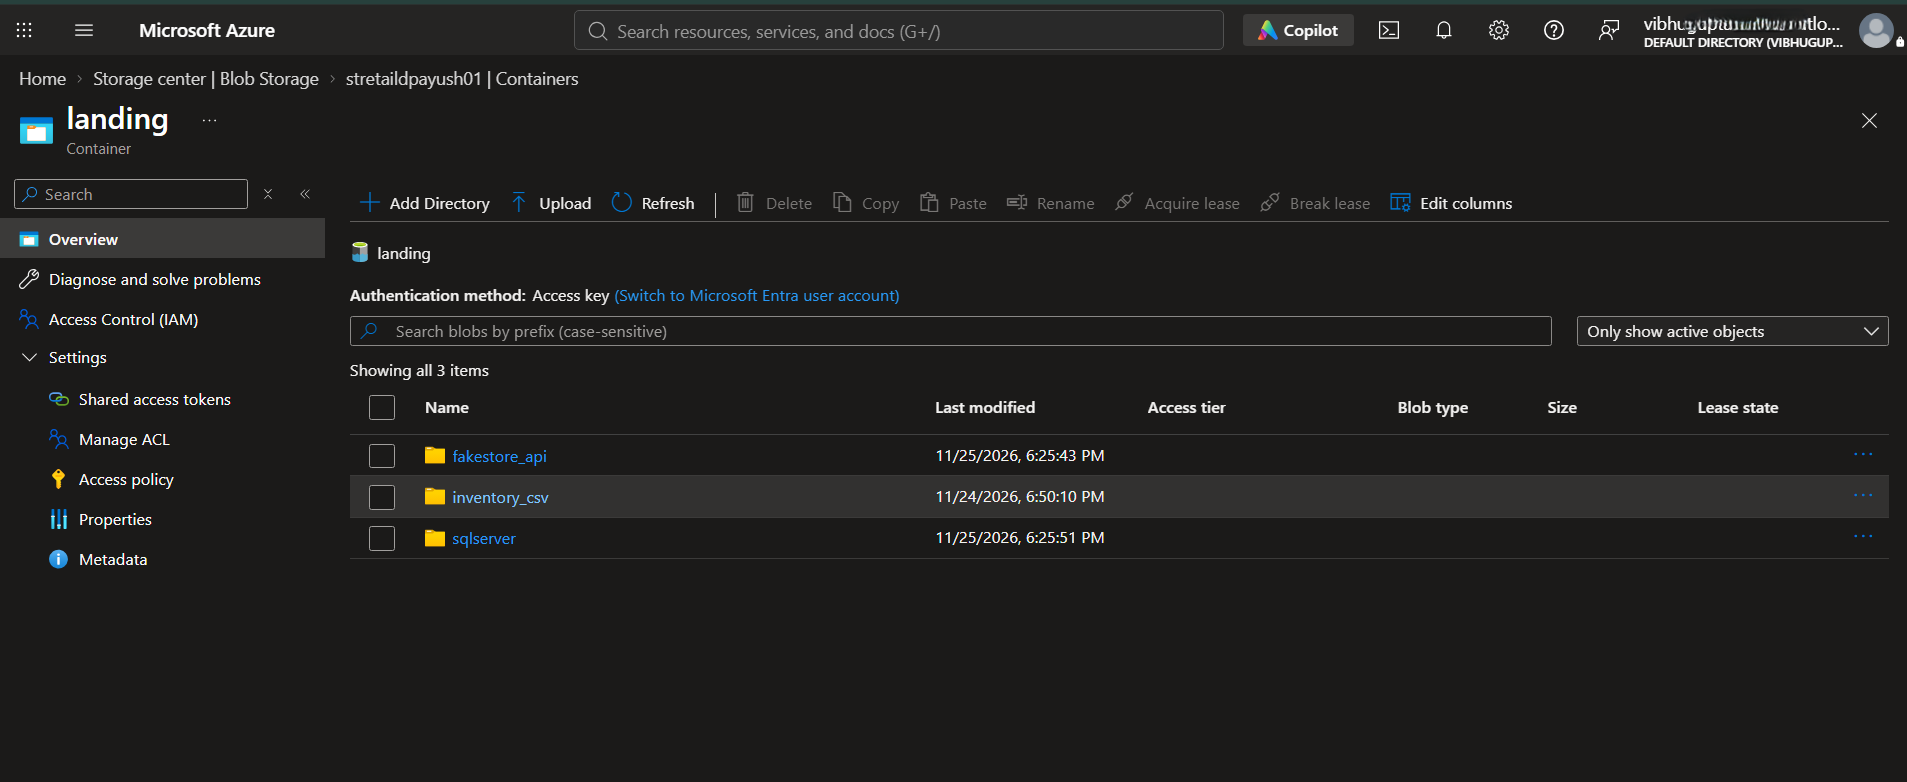 Microsoft Azure
Search resources, services, and docs (G+/)
Copilot
DEFAULT DIRECTORY (VIBHUGUP...
Home > Storage center | Blob Storage > stretaildpayush01 | Containers
landing ...
Container
Search
Overview
Diagnose and solve problems
Access Control (IAM)
Settings
Shared access tokens
Manage ACL
Access policy
Properties
Metadata
Add Directory Upload Refresh Delete Copy Paste Rename Acquire lease Break lease Edit columns
landing
Authentication method: Access key (Switch to Microsoft Entra user account)
Search blobs by prefix (case-sensitive)
Only show active objects
Showing all 3 items
Name Last modified Access tier Blob type Size Lease state
fakestore_api 11/25/2026, 6:25:43 PM ...
inventory_csv 11/24/2026, 6:50:10 PM ...
sqlserver 11/25/2026, 6:25:51 PM ...